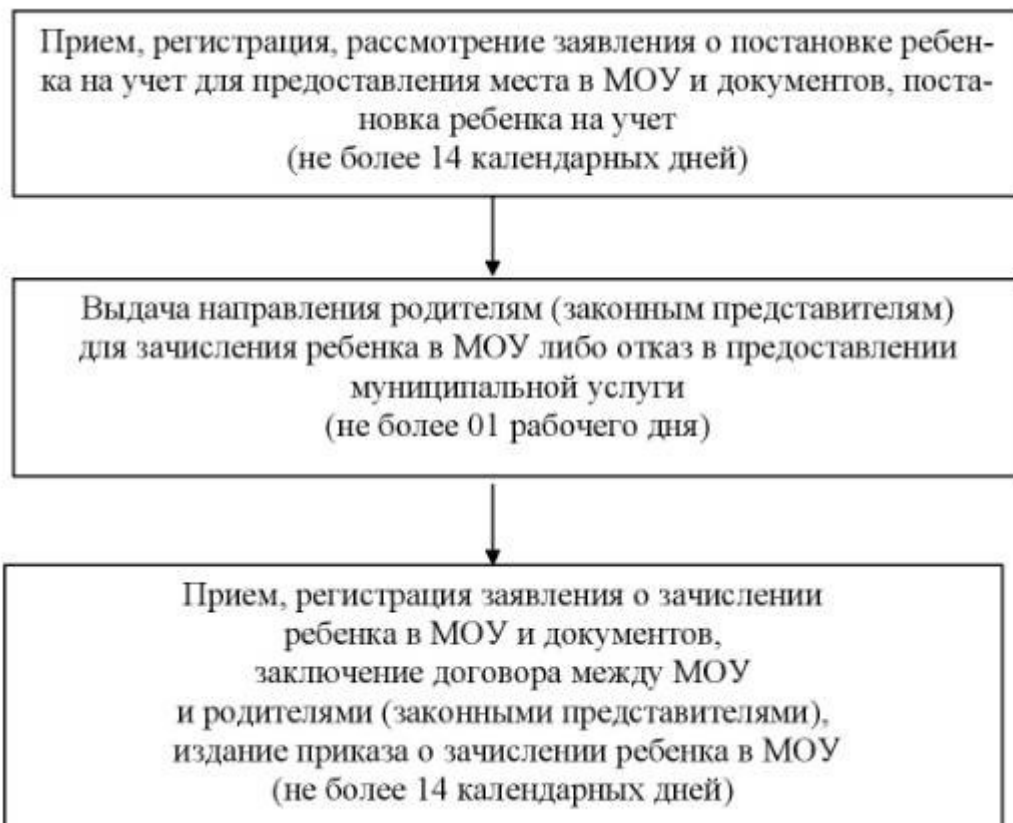 Прием, регистрация, рассмотрение заявления о постановке ребен-
ка на учет для предоставления места в МОУ и документов, поста-
новка ребенка на учет
(не более 14 календарных дней)
Выдача направления родителям (законным представителям)
для зачисления ребенка в МОУ либо отказ в предоставлении
муниципальной услуги
(не более 01 рабочего дня)
Прием, регистрация заявления о зачислении
ребенка в МОУ и документов,
заключение договора между МОУ
и родителями (законными представителями),
издание приказа о зачислении ребенка в МОУ
(не более 14 календарных дней)